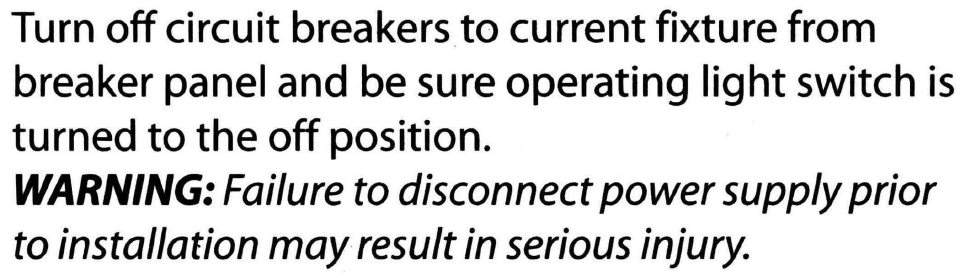 Turn off circuit breakers to current fixture from
breaker panel and be sure operating light switch is
turned to the off position.
WARNING: Failure to disconnect power supply prior
to installation may result in serious injury.